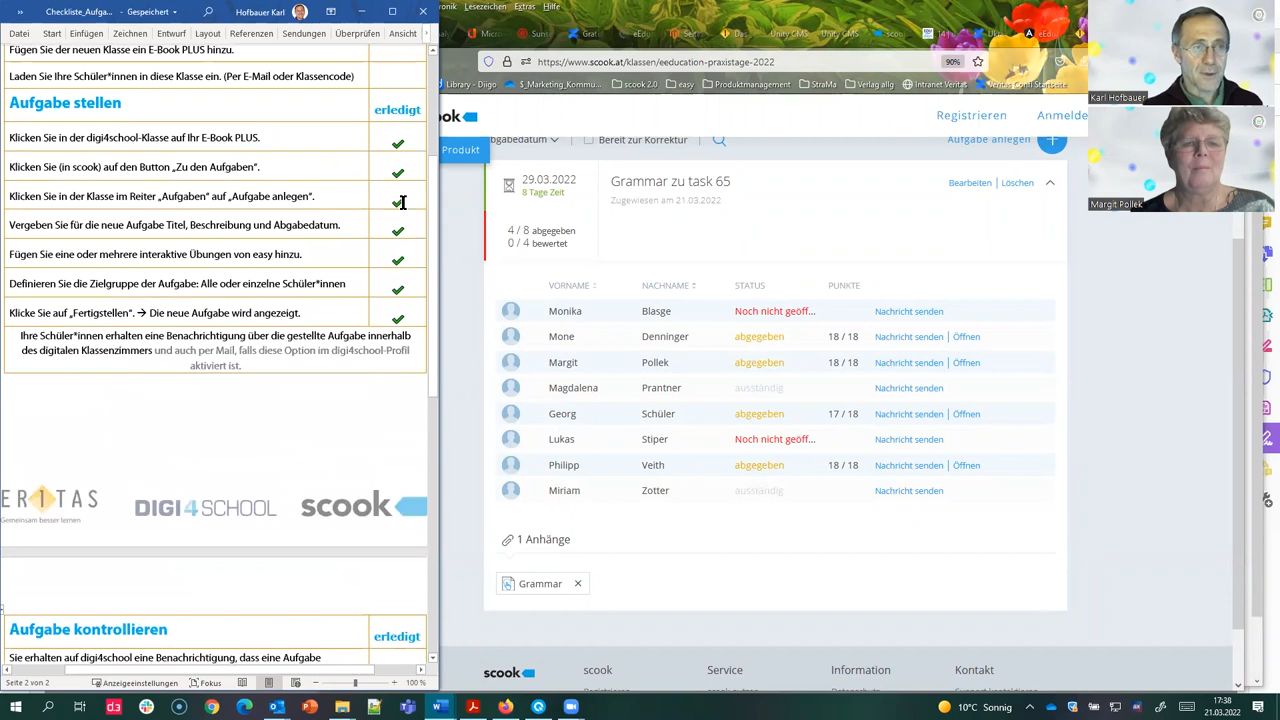 Hofbauer Karl
Datei Start Einfügen Zeichnen Entwurf Layout Referenzen Sendungen Überprüfen Ansicht
Fügen Sie der neuen Klasse ein E-Book PLUS hinzu.
Laden Sie Ihre Schüler*innen in diese Klasse ein. (Per E-Mail oder Klassencode)
Aufgabe stellen
erledigt
Klicken Sie in der digi4school-Klasse auf Ihr E-Book PLUS.
Klicken Sie (in scook) auf den Button „Zu den Aufgaben“.
Klicken Sie in der Klasse im Reiter „Aufgaben“ auf „Aufgabe anlegen“.
Vergeben Sie für die neue Aufgabe Titel, Beschreibung und Abgabedatum.
Fügen Sie eine oder mehrere interaktive Übungen von easy hinzu.
Definieren Sie die Zielgruppe der Aufgabe: Alle oder einzelne Schüler*innen
Klicke Sie auf „Fertigstellen“. → Die neue Aufgabe wird angezeigt.
Ihre Schüler*innen erhalten eine Benachrichtigung über die gestellte Aufgabe innerhalb
des digitalen Klassenzimmers und auch per Mail, falls diese Option im digi4school-Profil
aktiviert ist.
ERITAS
Gemeinsam besser lernen
DIGI4SCHOOL
scook
Aufgabe kontrollieren
erledigt
Sie erhalten auf digi4school eine Benachrichtigung, dass eine Aufgabe
Seite 2 von 2 Anzeigeeinstellungen Fokus 100 %
chronik Lesezeichen Extras Hilfe
https://www.scook.at/klassen/eeducation-praxistage-2022
90%
Library - Diigo S_Marketing_Kommu... scook 2.0 easy Produktmanagement StraMa Verlag allg Intranet Veritas Veritas Confl Startseite
ook
Registrieren Anmelde
Produkt
bgabedatum Bereit zur Korrektur Aufgabe anlegen
29.03.2022
8 Tage Zeit
Grammar zu task 65
Bearbeiten | Löschen
Zugewiesen am 21.03.2022
4 / 8 abgegeben
0 / 4 bewertet
VORNAME NACHNAME STATUS PUNKTE
Monika Blasge Noch nicht geöff... Nachricht senden
Mone Denninger abgegeben 18 / 18 Nachricht senden | Öffnen
Margit Pollek abgegeben 18 / 18 Nachricht senden | Öffnen
Magdalena Prantner ausständig Nachricht senden
Georg Schüler abgegeben 17 / 18 Nachricht senden | Öffnen
Lukas Stiper Noch nicht geöff... Nachricht senden
Philipp Veith abgegeben 18 / 18 Nachricht senden | Öffnen
Miriam Zotter ausständig Nachricht senden
1 Anhänge
Grammar
scook
scook Service Information Kontakt
Karl Hofbauer
Margit Pollek
10°C
17:38
21.03.2022